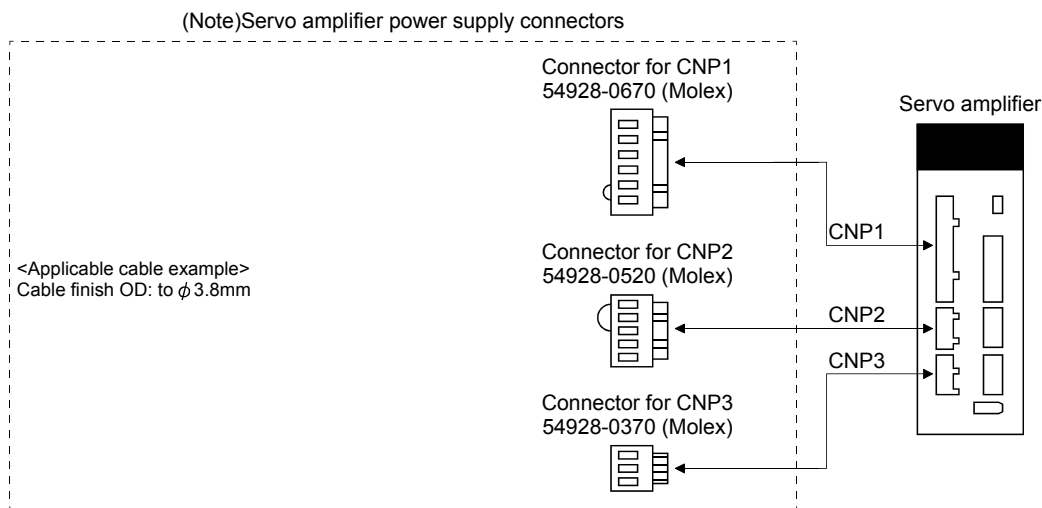 (Note)Servo amplifier power supply connectors
Connector for CNP1
54928-0670 (Molex)
Servo amplifier
CNP1
<Applicable cable example>
Cable finish OD: to ϕ 3.8mm
Connector for CNP2
54928-0520 (Molex)
CNP2
CNP3
Connector for CNP3
54928-0370 (Molex)